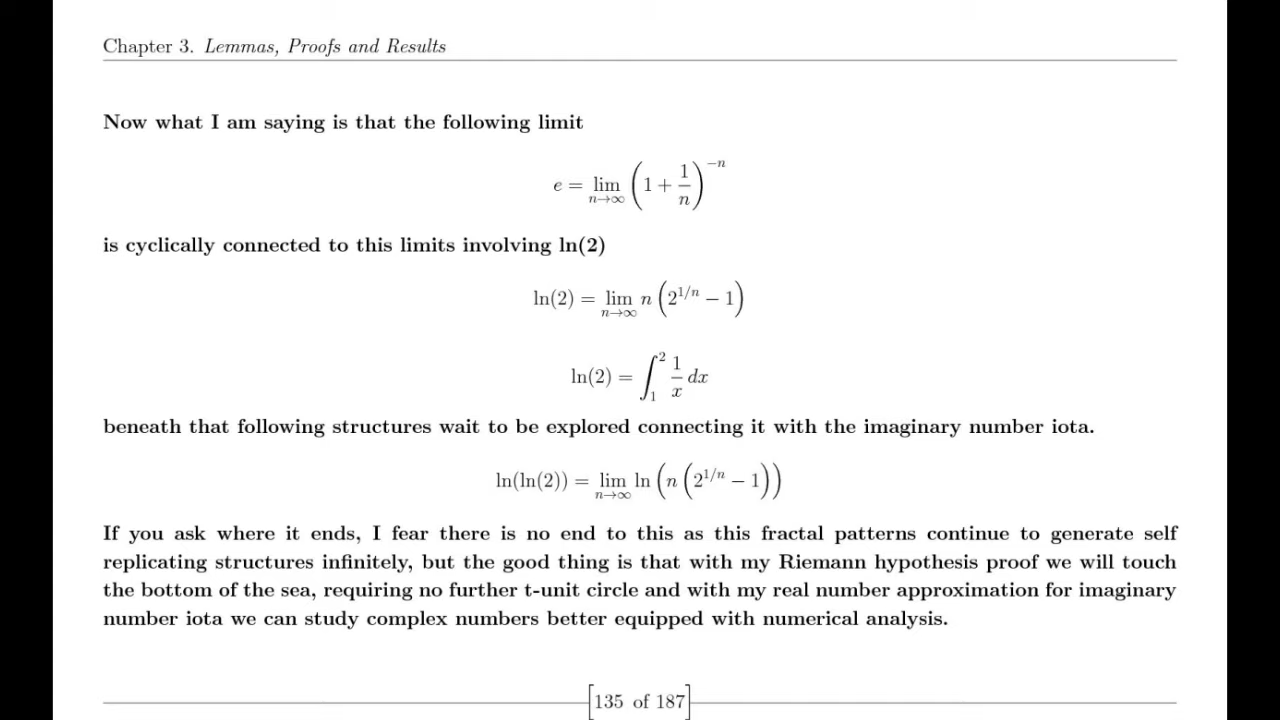 Chapter 3. Lemmas, Proofs and Results
Now what I am saying is that the following limit
e = lim_{n→∞} (1 + 1/n)^{−n}
is cyclically connected to this limits involving ln(2)
ln(2) = lim_{n→∞} n (2^{1/n} − 1)
ln(2) = ∫_1^2 1/x dx
beneath that following structures wait to be explored connecting it with the imaginary number iota.
ln(ln(2)) = lim_{n→∞} ln (n (2^{1/n} − 1))
If you ask where it ends, I fear there is no end to this as this fractal patterns continue to generate self
replicating structures infinitely, but the good thing is that with my Riemann hypothesis proof we will touch
the bottom of the sea, requiring no further t-unit circle and with my real number approximation for imaginary
number iota we can study complex numbers better equipped with numerical analysis.
[135 of 187]